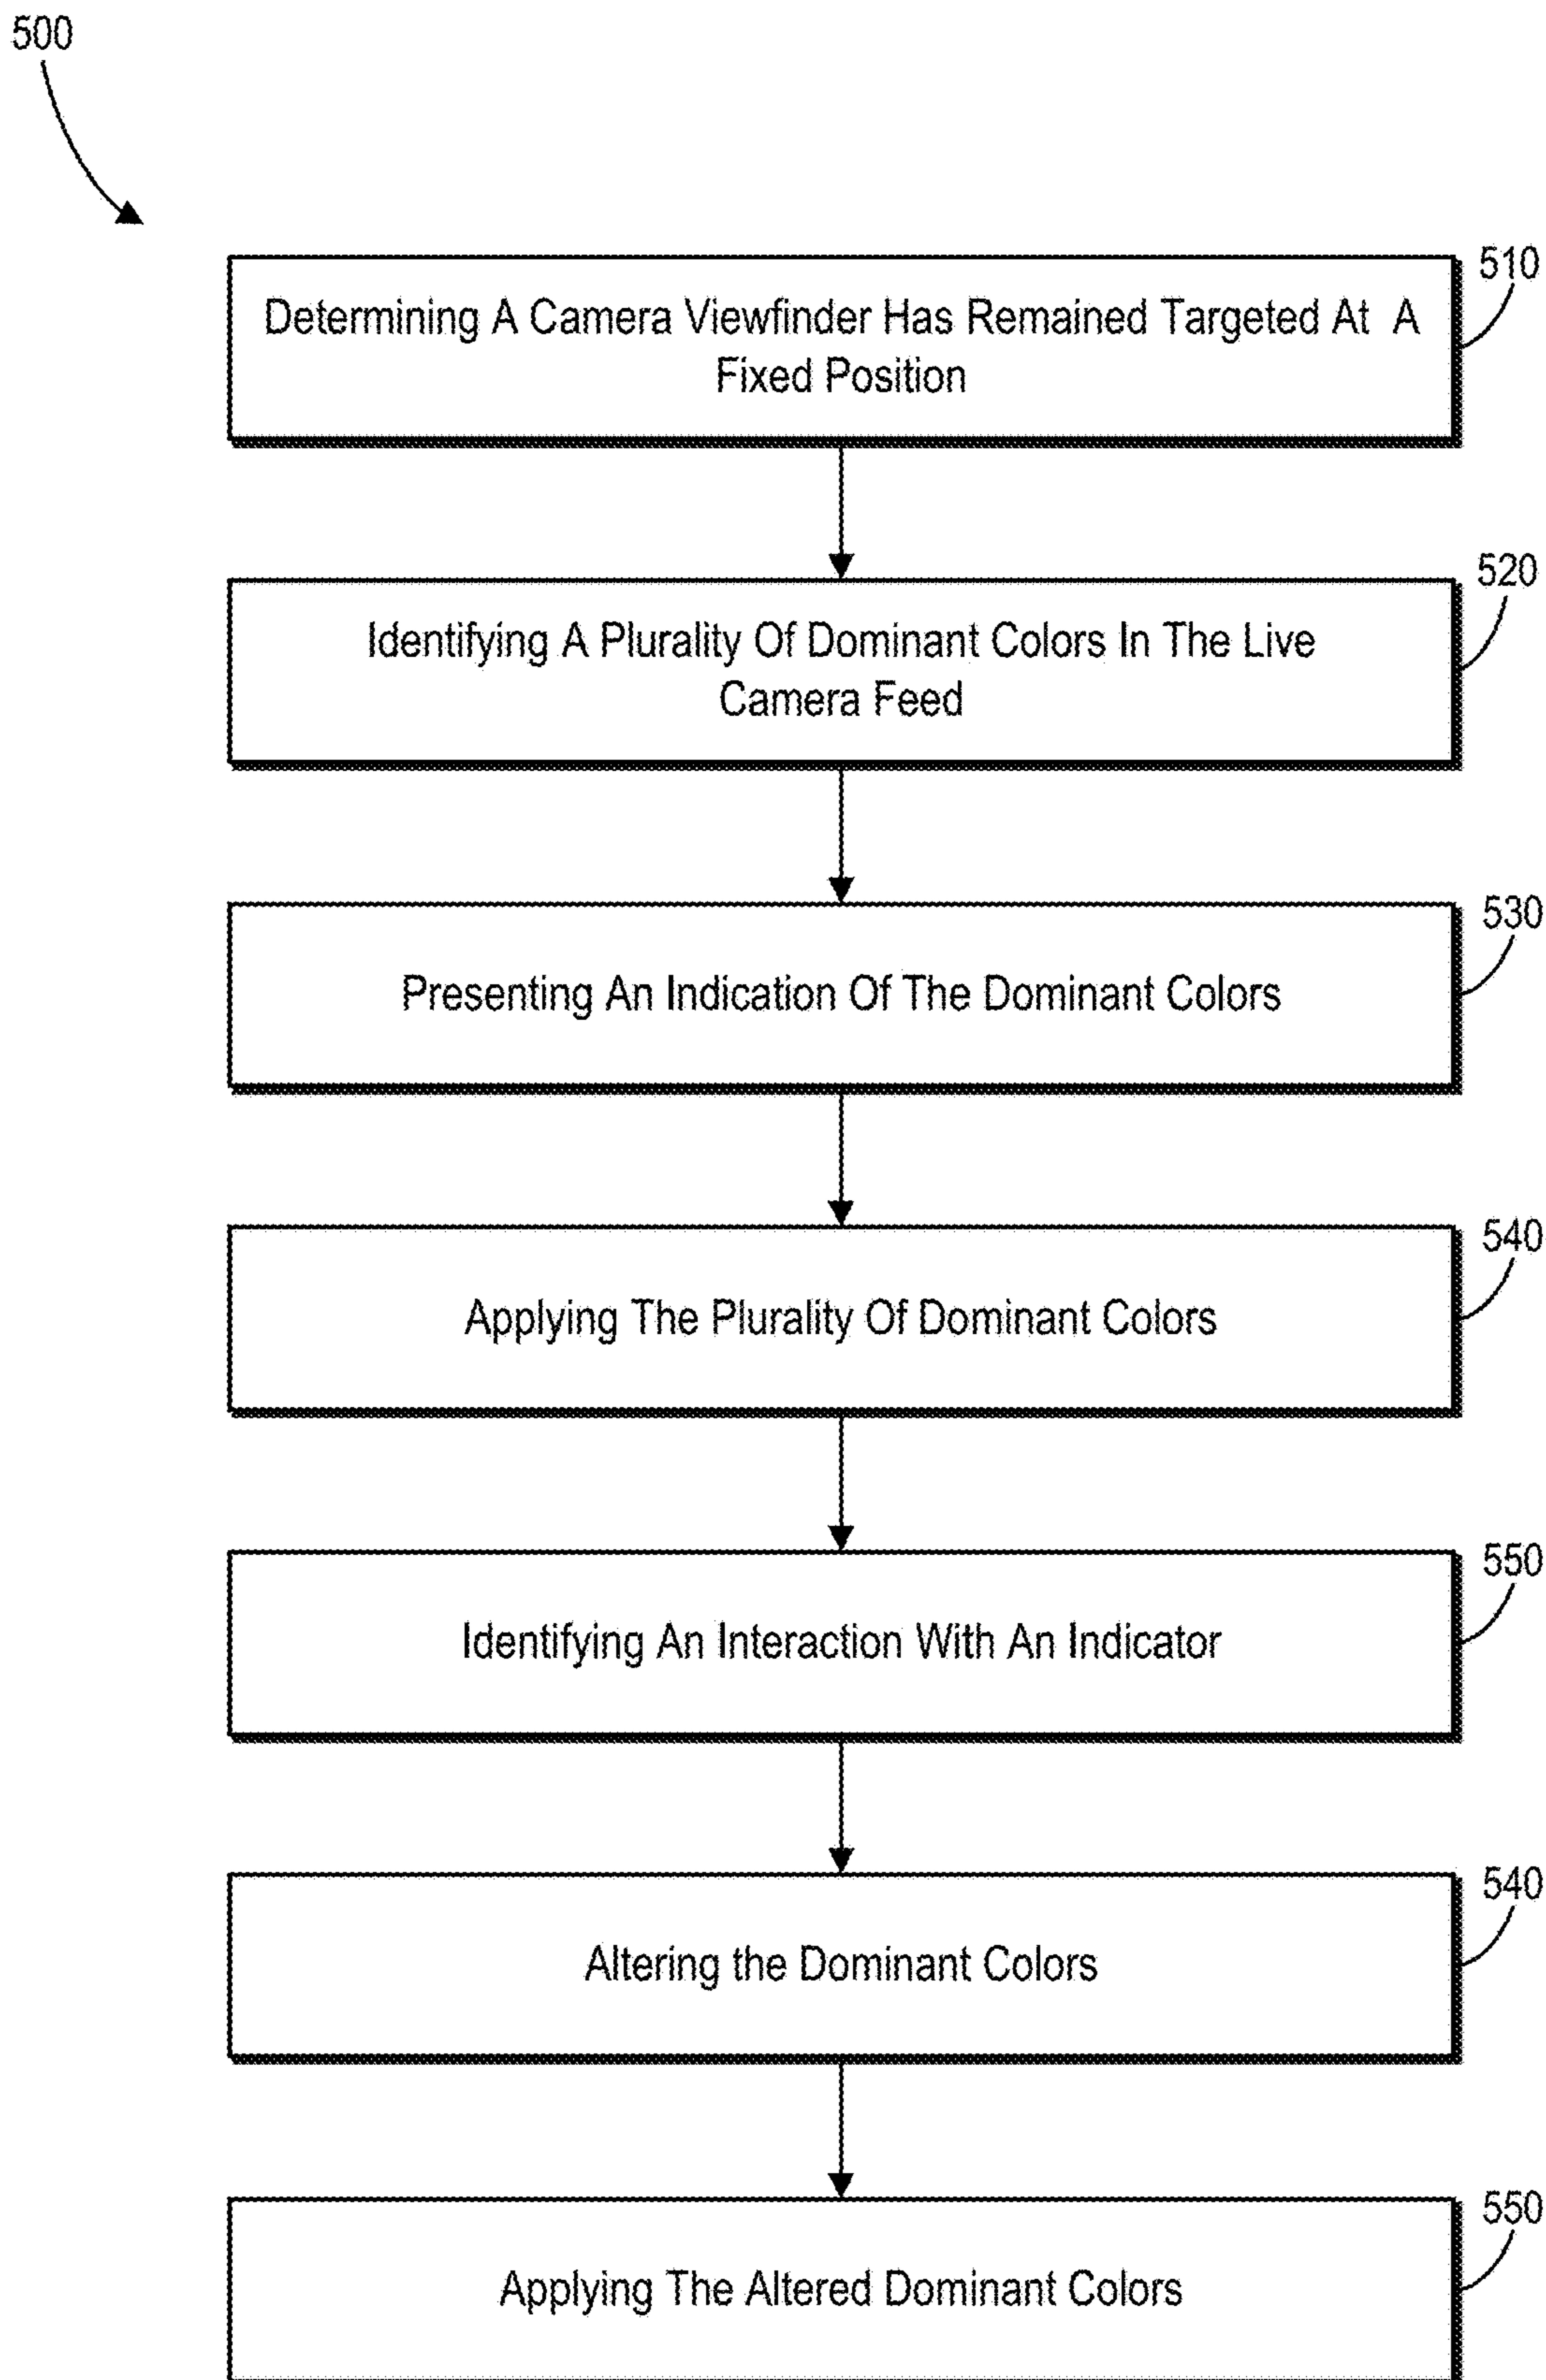 500
510
Determining A Camera Viewfinder Has Remained Targeted At A
Fixed Position
520
Identifying A Plurality Of Dominant Colors In The Live
Camera Feed
530
Presenting An Indication Of The Dominant Colors
540
Applying The Plurality Of Dominant Colors
550
Identifying An Interaction With An Indicator
540
Altering the Dominant Colors
550
Applying The Altered Dominant Colors